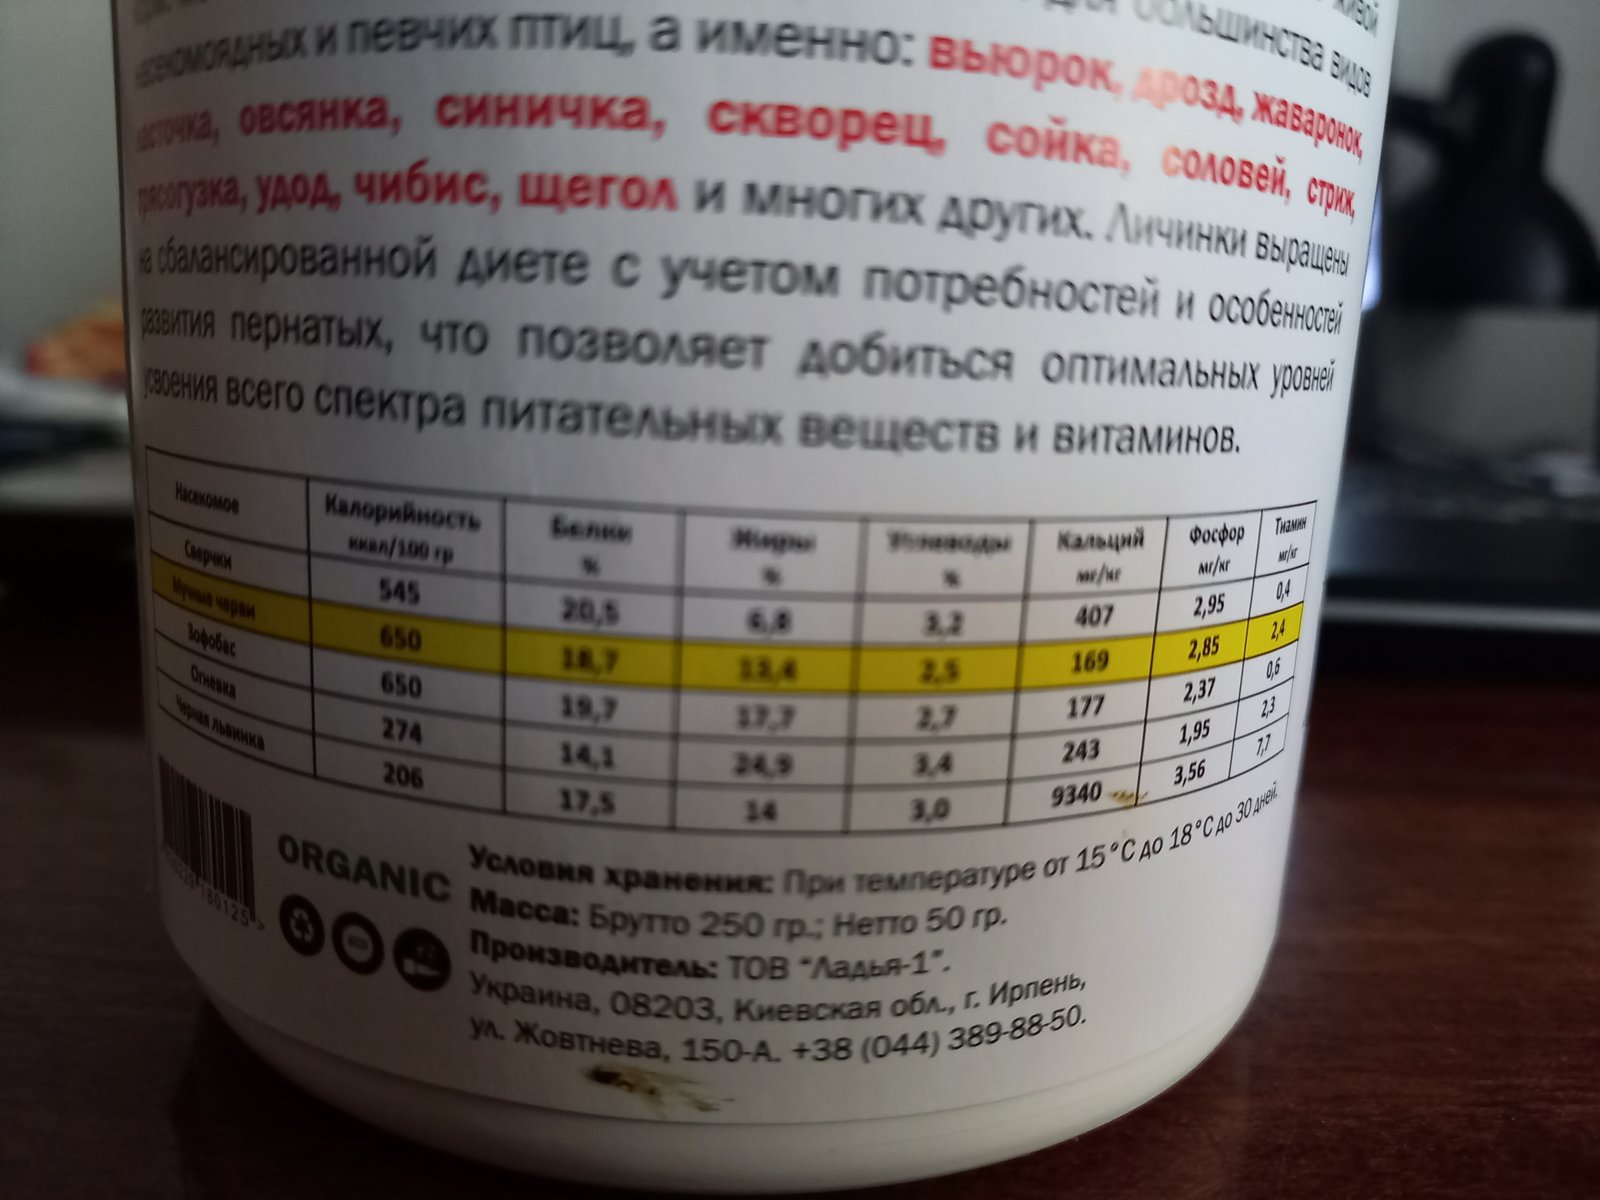 для большинства видов
насекомоядных и певчих птиц, а именно: вьюрок, дрозд, жаваронок,
ласточка, овсянка, синичка, скворец, сойка, соловей, стриж,
трясогузка, удод, чибис, щегол и многих других. Личинки выращены
на сбалансированной диете с учетом потребностей и особенностей
развития пернатых, что позволяет добиться оптимальных уровней
усвоения всего спектра питательных веществ и витаминов.
Насекомое Калорийность ккал/100 гр Белки % Жиры % Углеводы % Кальций мг/кг Фосфор мг/кг Тиамин мг/кг
Сверчки 545 20,5 6,8 3,2 407 2,95 0,4
Мучные черви 650 18,7 13,4 2,5 169 2,85 2,4
Зофобас 650 19,7 17,7 2,7 177 2,37 0,6
Огневка 274 14,1 24,9 3,4 243 1,95 2,3
Черная львинка 206 17,5 14 3,0 9340 3,56 7,7
ORGANIC
Условия хранения: При температуре от 15°C до 18°C до 30 дней.
Масса: Брутто 250 гр.; Нетто 50 гр.
Производитель: ТОВ "Ладья-1".
Украина, 08203, Киевская обл., г. Ирпень,
ул. Жовтнева, 150-А. +38 (044) 389-88-50.